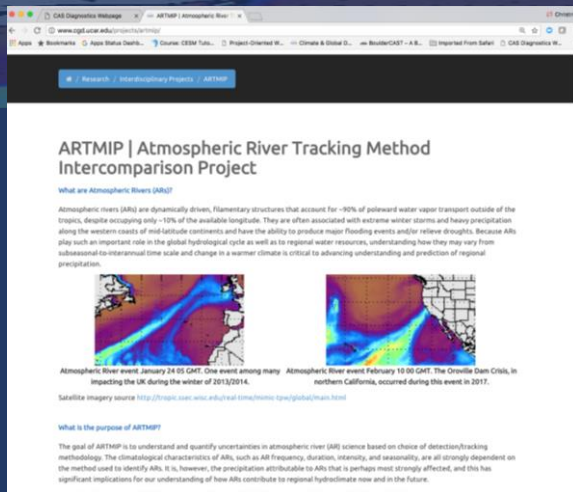 CAS Diagnostics Webpage
ARTMIP | Atmospheric River T
www.cgd.ucar.edu/projects/artmip/
Apps Bookmarks Apps Status Dashb... Course: CESM Tuto... Project-Oriented W... Climate & Global D... BoulderCAST – A B... Imported From Safari CAS Diagnostics W...
/ Research / Interdisciplinary Projects / ARTMIP
ARTMIP | Atmospheric River Tracking Method
Intercomparison Project
What are Atmospheric Rivers (ARs)?
Atmospheric rivers (ARs) are dynamically driven, filamentary structures that account for ~90% of poleward water vapor transport outside of the
tropics, despite occupying only ~10% of the available longitude. They are often associated with extreme winter storms and heavy precipitation
along the western coasts of mid-latitude continents and have the ability to produce major flooding events and/or relieve droughts. Because ARs
play such an important role in the global hydrological cycle as well as to regional water resources, understanding how they may vary from
subseasonal-to-interannual time scale and change in a warmer climate is critical to advancing understanding and prediction of regional
precipitation.
Atmospheric River event January 24 05 GMT. One event among many
impacting the UK during the winter of 2013/2014.
Atmospheric River event February 10 00 GMT. The Oroville Dam Crisis, in
northern California, occurred during this event in 2017.
Satellite imagery source http://tropic.ssec.wisc.edu/real-time/mimic-tpw/global/main.html
What is the purpose of ARTMIP?
The goal of ARTMIP is to understand and quantify uncertainties in atmospheric river (AR) science based on choice of detection/tracking
methodology. The climatological characteristics of ARs, such as AR frequency, duration, intensity, and seasonality, are all strongly dependent on
the method used to identify ARs. It is, however, the precipitation attributable to ARs that is perhaps most strongly affected, and this has
significant implications for our understanding of how ARs contribute to regional hydroclimate now and in the future.